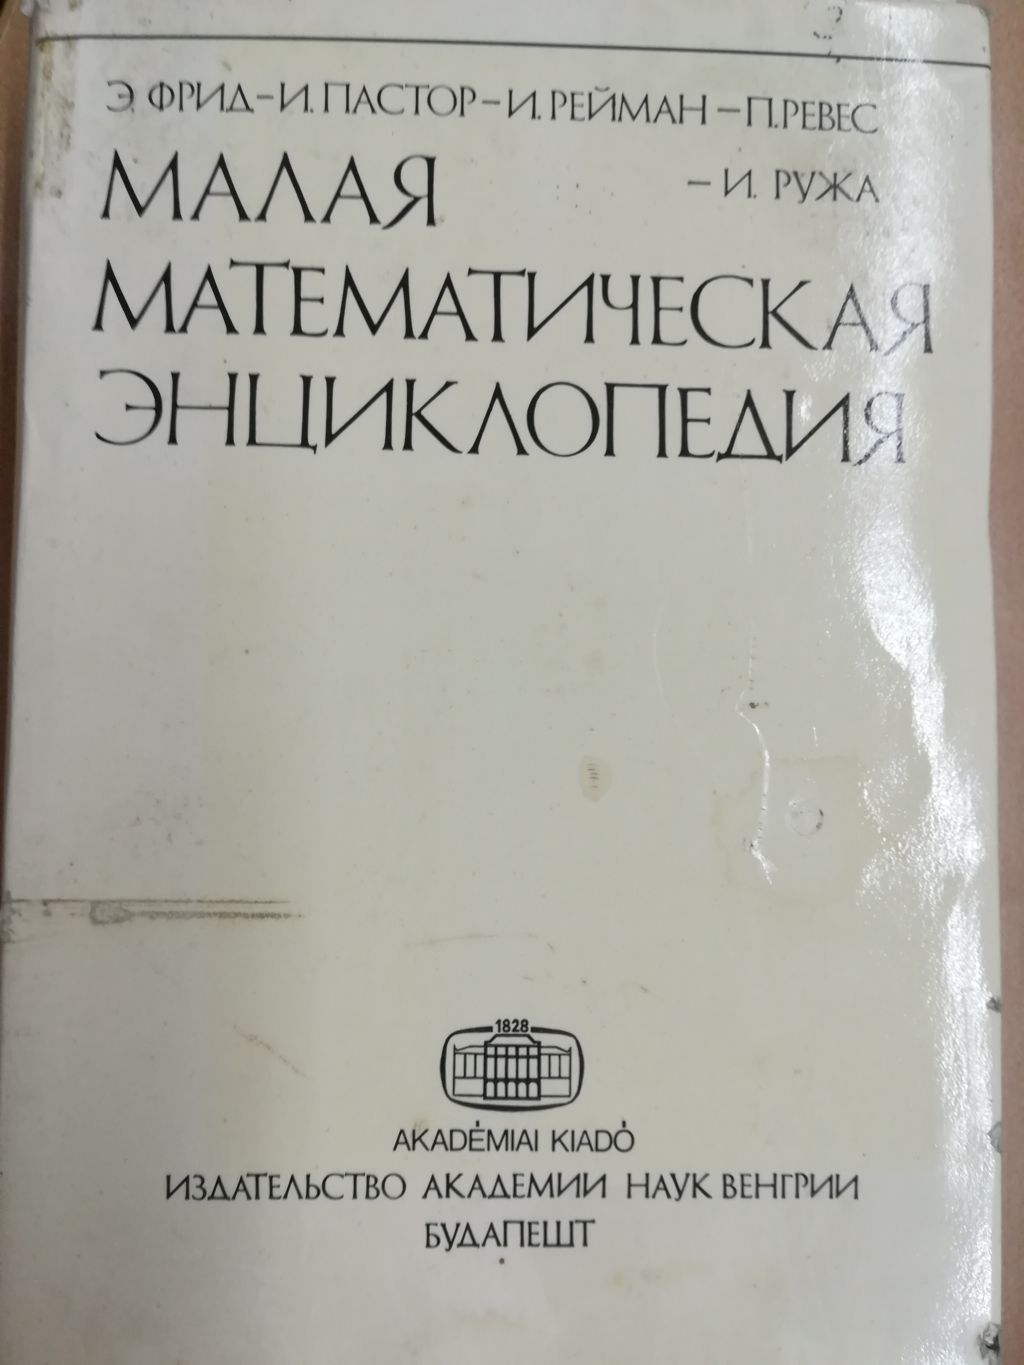 Э. ФРИД – И. ПАСТОР – И. РЕЙМАН – П. РЕВЕС
– И. РУЖА
МАЛАЯ
МАТЕМАТИЧЕСКАЯ
ЭНЦИКЛОПЕДИЯ
1828
AKADÉMIAI KIADÓ
ИЗДАТЕЛЬСТВО АКАДЕМИИ НАУК ВЕНГРИИ
БУДАПЕШТ